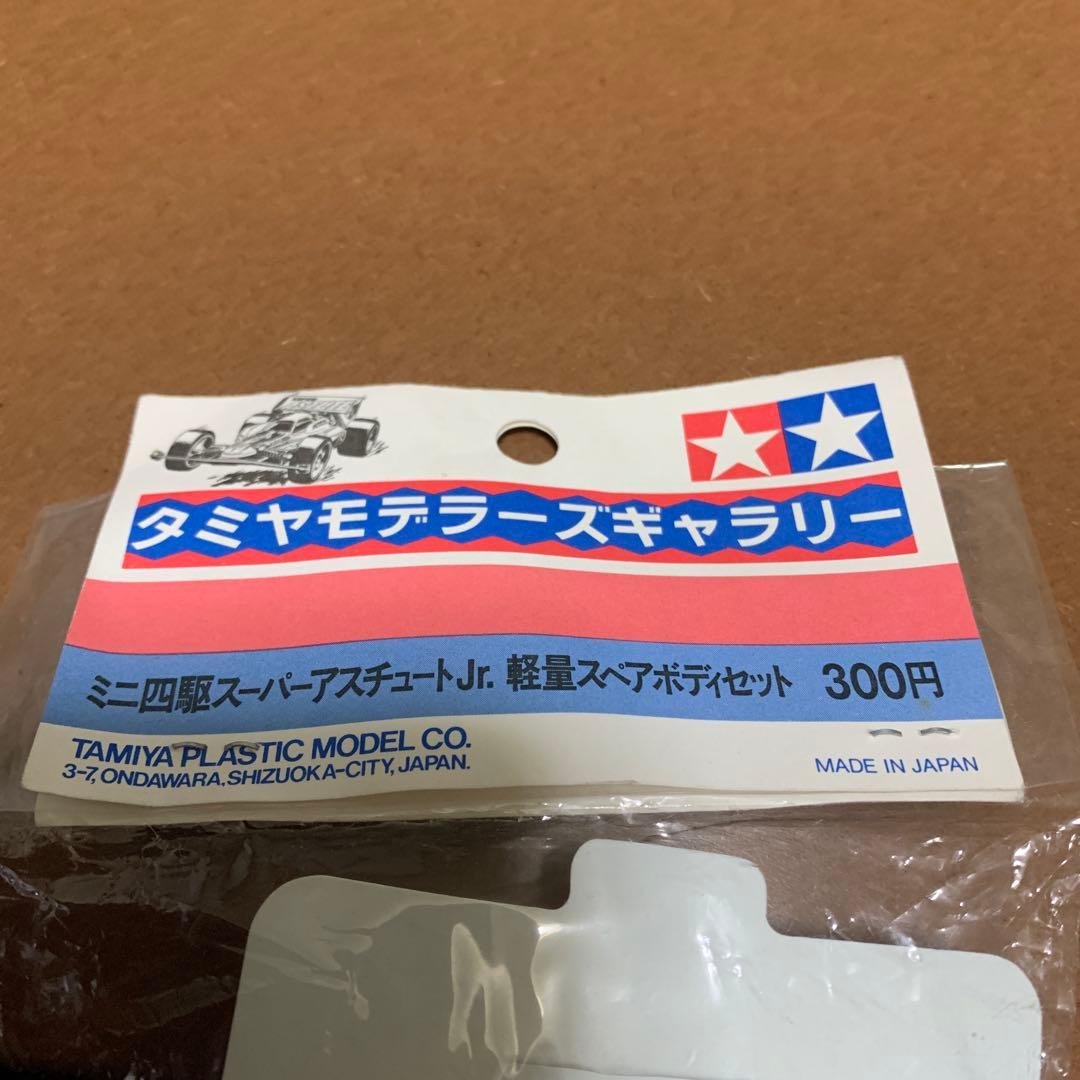 タミヤモデラーズギャラリー
ミニ四駆スーパーアスチュートJr. 軽量スペアボディセット 300円
TAMIYA PLASTIC MODEL CO.
3-7, ONDAWARA, SHIZUOKA-CITY, JAPAN.
MADE IN JAPAN